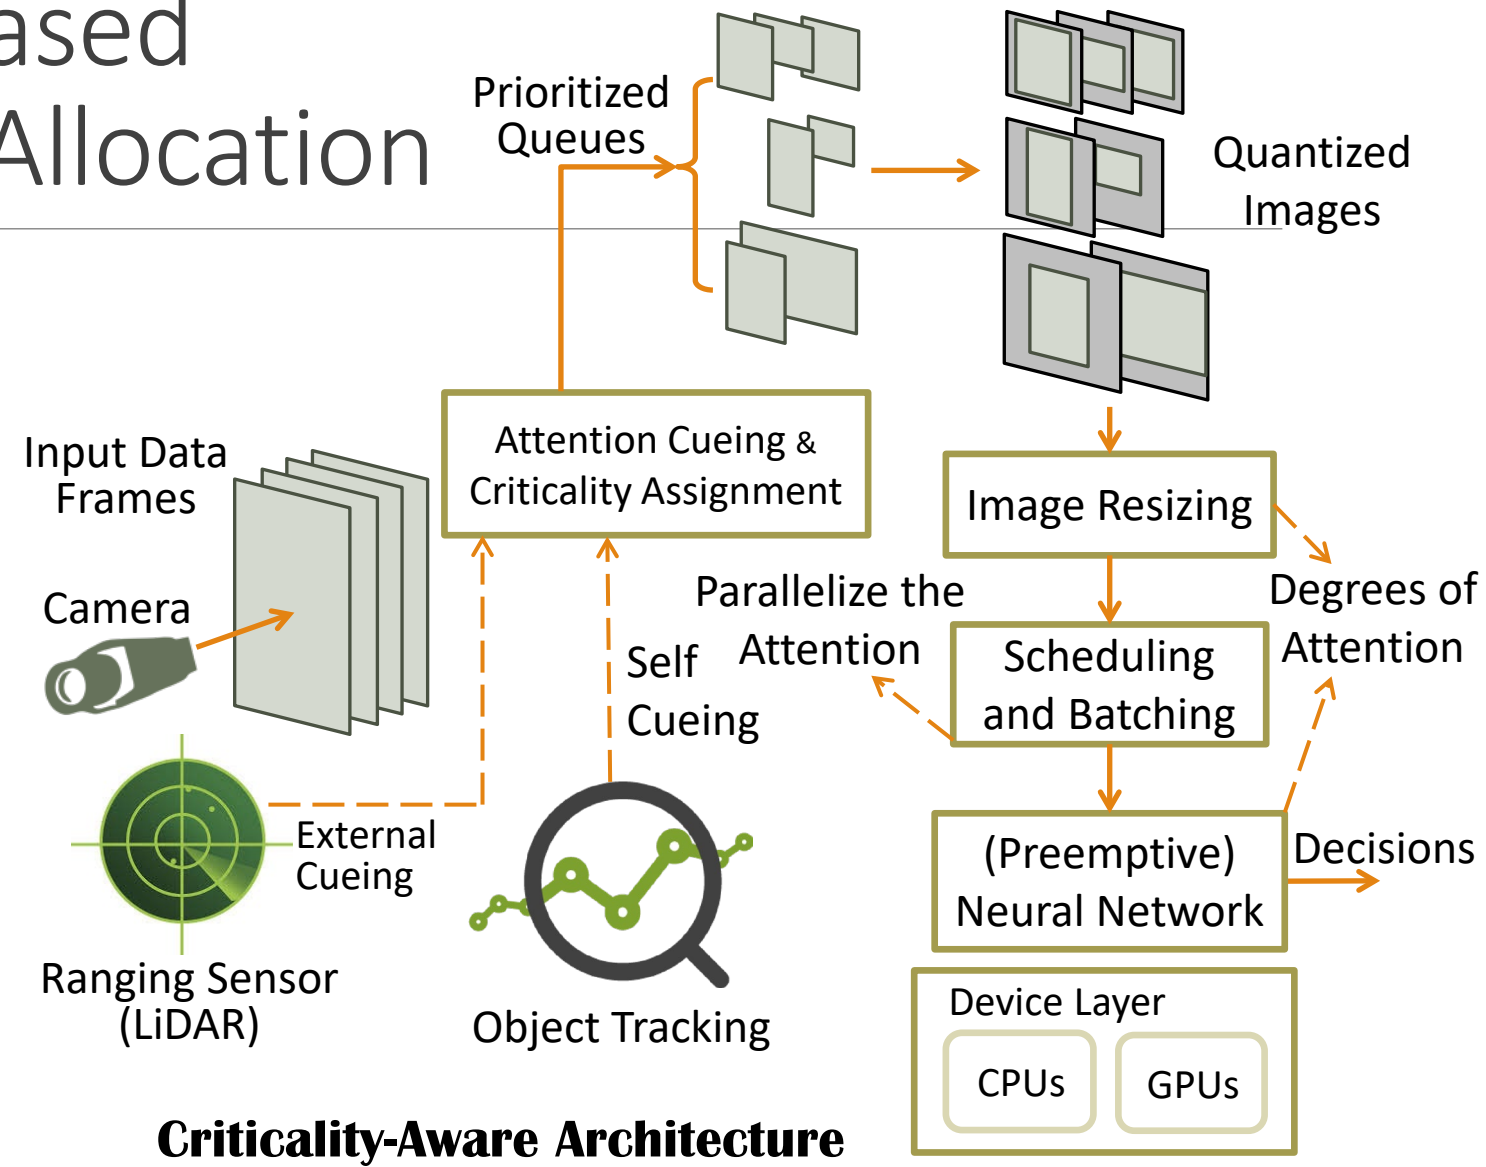 ased
Allocation
Prioritized
Queues
Quantized
Images
Attention Cueing &
Criticality Assignment
Input Data
Frames
Camera
Image Resizing
Parallelize the
Attention
Degrees of
Attention
Self
Cueing
Scheduling
and Batching
External
Cueing
(Preemptive)
Neural Network
Decisions
Ranging Sensor
(LiDAR)
Object Tracking
Device Layer
CPUs
GPUs
Criticality-Aware Architecture